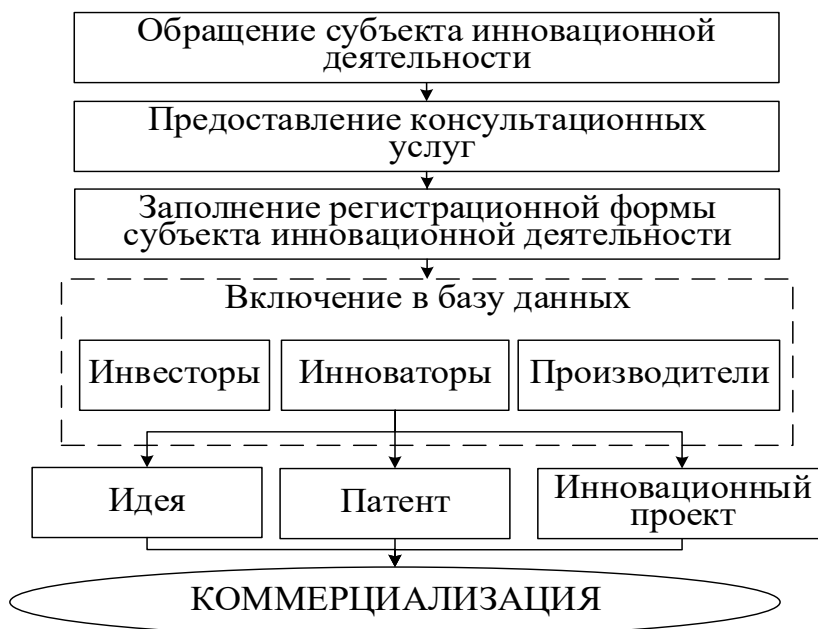 Обращение субъекта инновационной
деятельности
Предоставление консультационных
услуг
Заполнение регистрационной формы
субъекта инновационной деятельности
Включение в базу данных
Инвесторы
Инноваторы
Производители
Идея
Патент
Инновационный
проект
КОММЕРЦИАЛИЗАЦИЯ